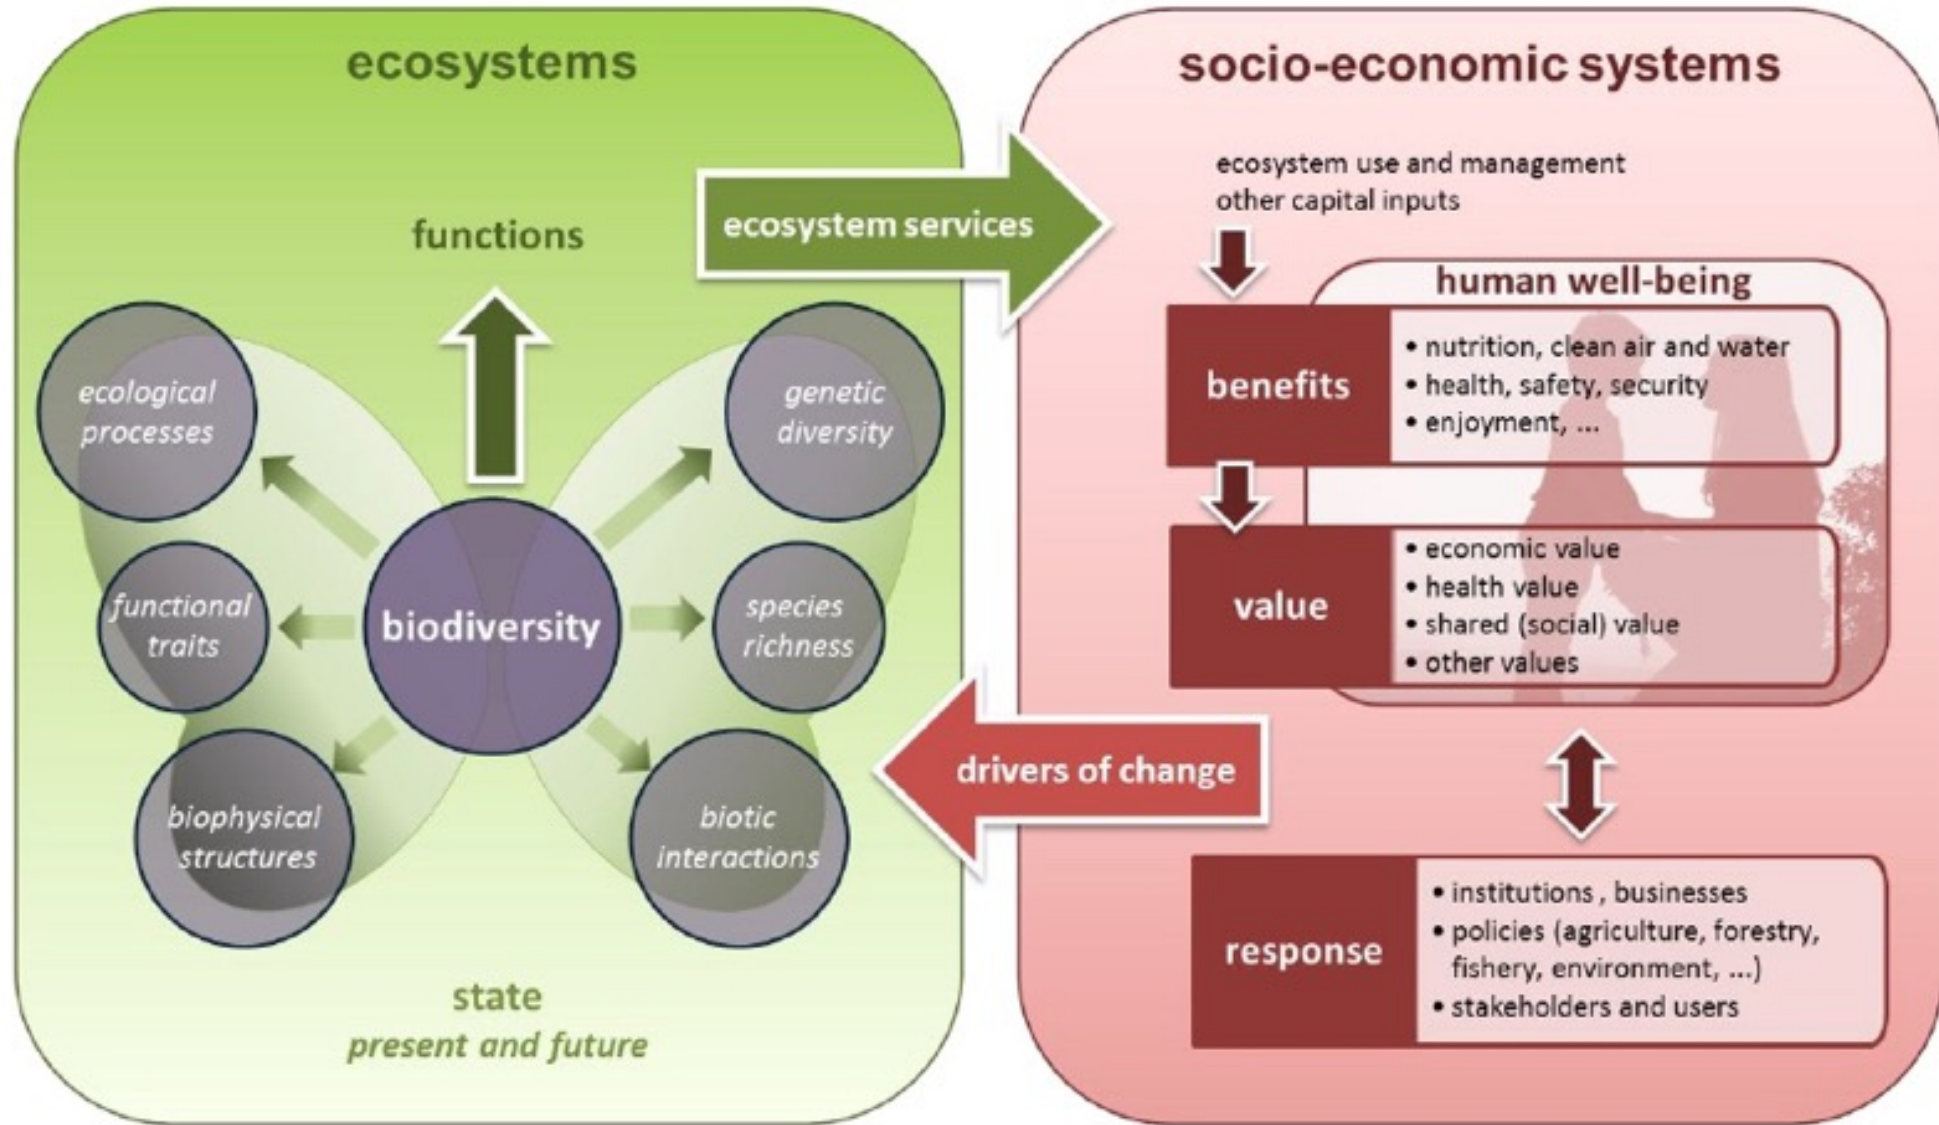 ecosystems
functions
ecosystem services
ecological
processes
genetic
diversity
functional
traits
biodiversity
species
richness
biophysical
structures
biotic
interactions
state
present and future
socio-economic systems
ecosystem use and management
other capital inputs
human well-being
benefits
• nutrition, clean air and water
• health, safety, security
• enjoyment, ...
value
• economic value
• health value
• shared (social) value
• other values
drivers of change
response
• institutions , businesses
• policies (agriculture, forestry,
fishery, environment, ...)
• stakeholders and users